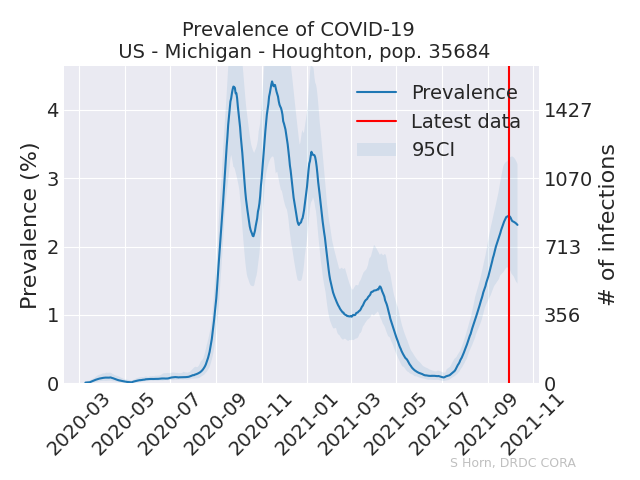 Prevalence of COVID-19
US - Michigan - Houghton, pop. 35684
Prevalence
Latest data
95CI
Prevalence (%)
4
3
2
1
0
# of infections
1427
1070
713
356
0
2020-03
2020-05
2020-07
2020-09
2020-11
2021-01
2021-03
2021-05
2021-07
2021-09
2021-11
S Horn, DRDC CORA